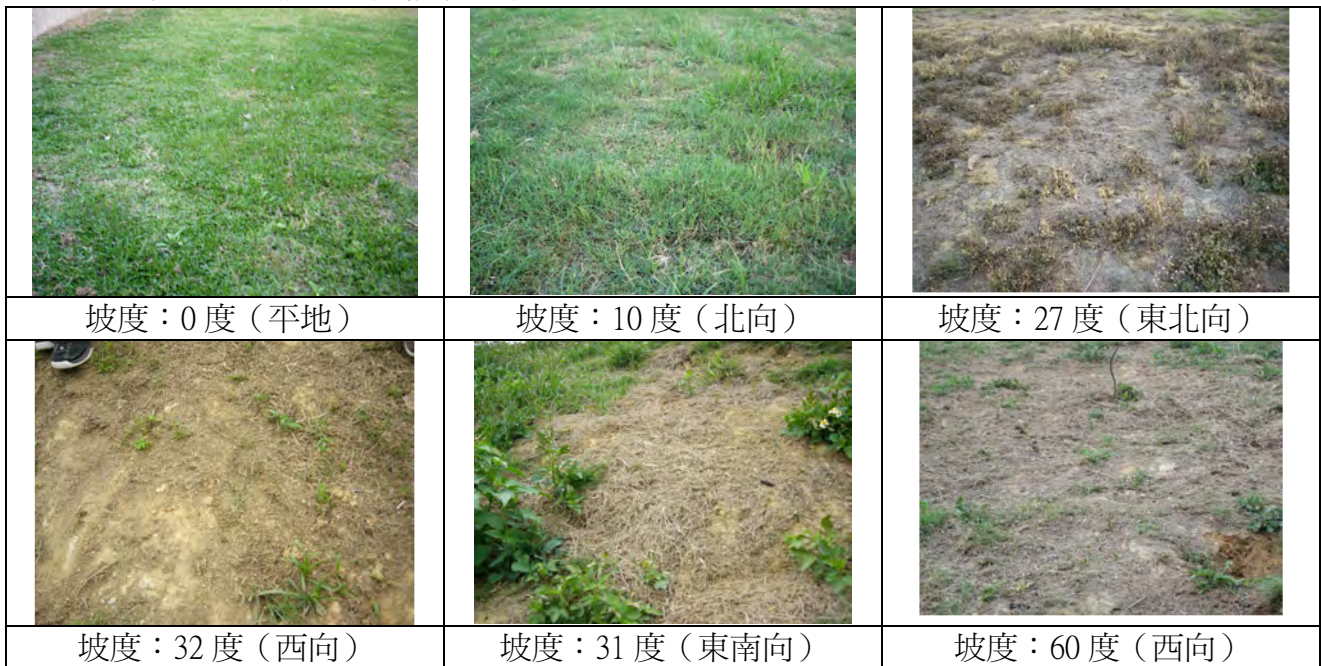 坡度：0 度（平地）
坡度：10 度（北向）
坡度：27 度（東北向）
坡度：32 度（西向）
坡度：31 度（東南向）
坡度：60 度（西向）